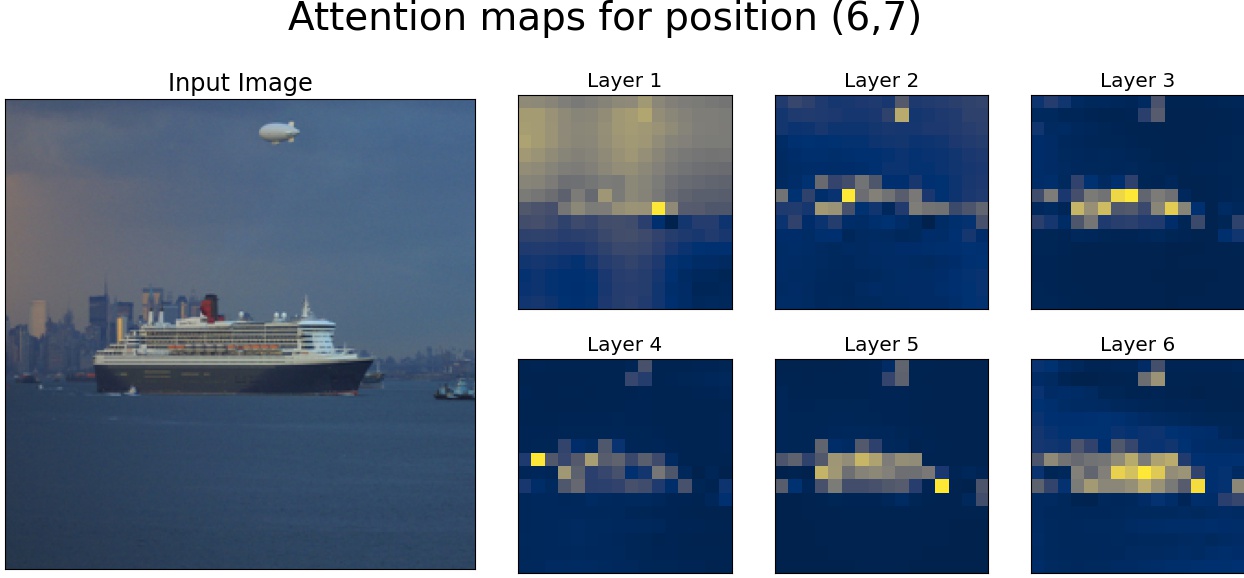 Attention maps for position (6,7)
Input Image
Layer 1
Layer 2
Layer 3
Layer 4
Layer 5
Layer 6